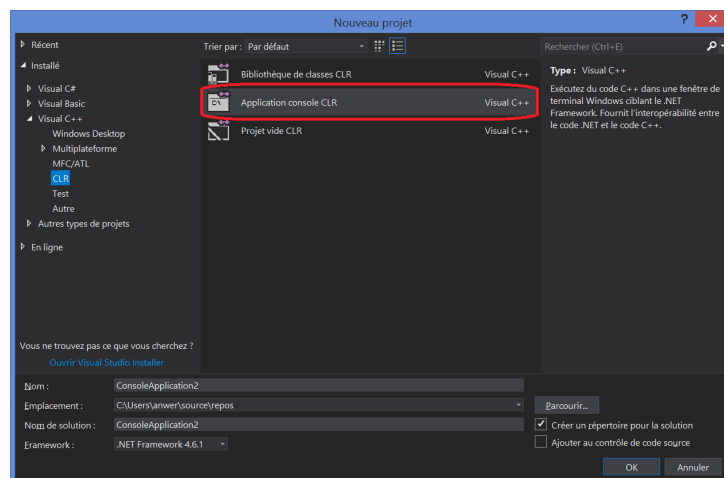 Nouveau projet
?
Récent
Trier par : Par défaut
Rechercher (Ctrl+E)
Installé
Visual C#
Visual Basic
Visual C++
Windows Desktop
Multiplateforme
MFC/ATL
CLR
Test
Autre
Autres types de projets
En ligne
Bibliothèque de classes CLR Visual C++
Application console CLR Visual C++
Projet vide CLR Visual C++
Type : Visual C++
Exécutez du code C++ dans une fenêtre de
terminal Windows ciblant le .NET
Framework. Fournit l'interopérabilité entre
le code .NET et le code C++.
Vous ne trouvez pas ce que vous cherchez ?
Ouvrir Visual Studio Installer
Nom : ConsoleApplication2
Emplacement : C:\Users\anwer\source\repos
Parcourir...
Nom de solution : ConsoleApplication2
Créer un répertoire pour la solution
Framework : .NET Framework 4.6.1
Ajouter au contrôle de code source
OK Annuler